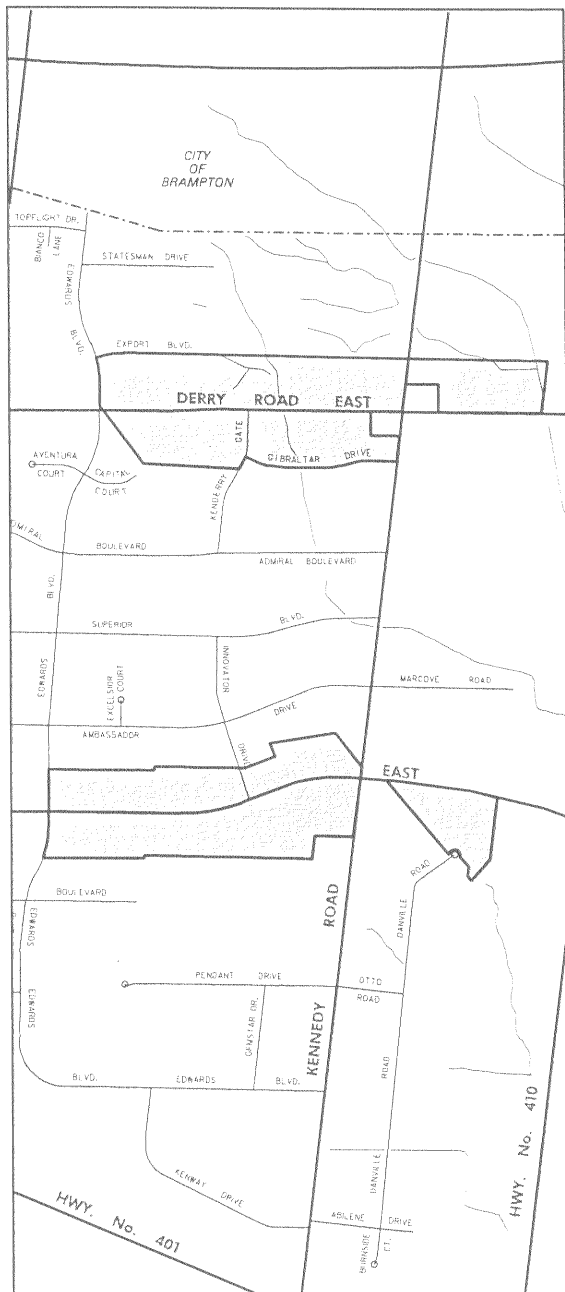 CITY
OF
BRAMPTON
TOPFLIGHT DR.
BIANCO
LANE
EDWARDS
BLVD.
STATESMAN DRIVE
EXPORT BLVD.
DERRY ROAD EAST
GATE
GIBRALTAR DRIVE
KENDERRY
AVENTURA
COURT
CAPITAL
COURT
ADMIRAL
BOULEVARD
ADMIRAL BOULEVARD
BLVD.
EDWARDS
SUPERIOR
BLVD.
INNOVATOR
DRIVE
EXCELSIOR
COURT
AMBASSADOR
DRIVE
MARCOVE ROAD
EAST
BOULEVARD
EDWARDS
EDWARDS
ROAD
DANVILLE
ROAD
PENDANT DRIVE
OTTO
ROAD
GEMSTAR DR.
KENNEDY
ROAD
BLVD.
EDWARDS
BLVD.
KENWAY DRIVE
DANVILLE
ABILENE DRIVE
BURNSIDE
CT.
HWY. No. 401
HWY. No. 410